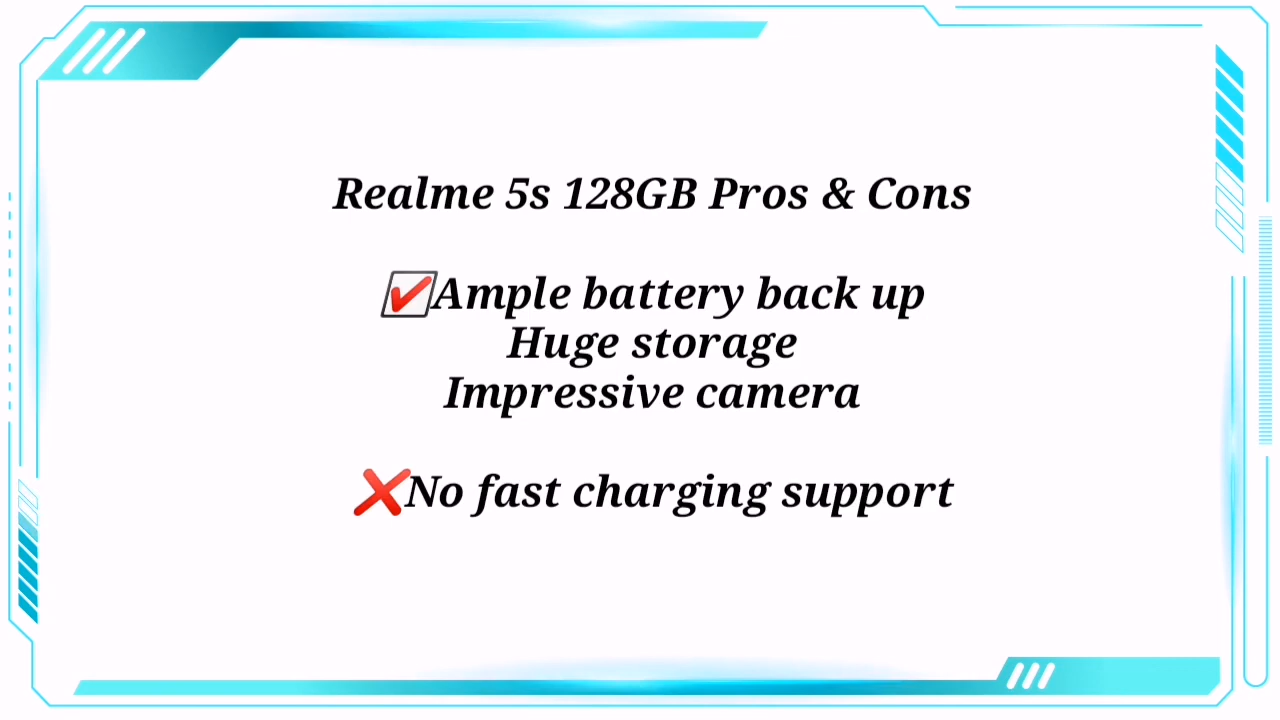 Realme 5s 128GB Pros & Cons
✔Ample battery back up
Huge storage
Impressive camera
❌No fast charging support